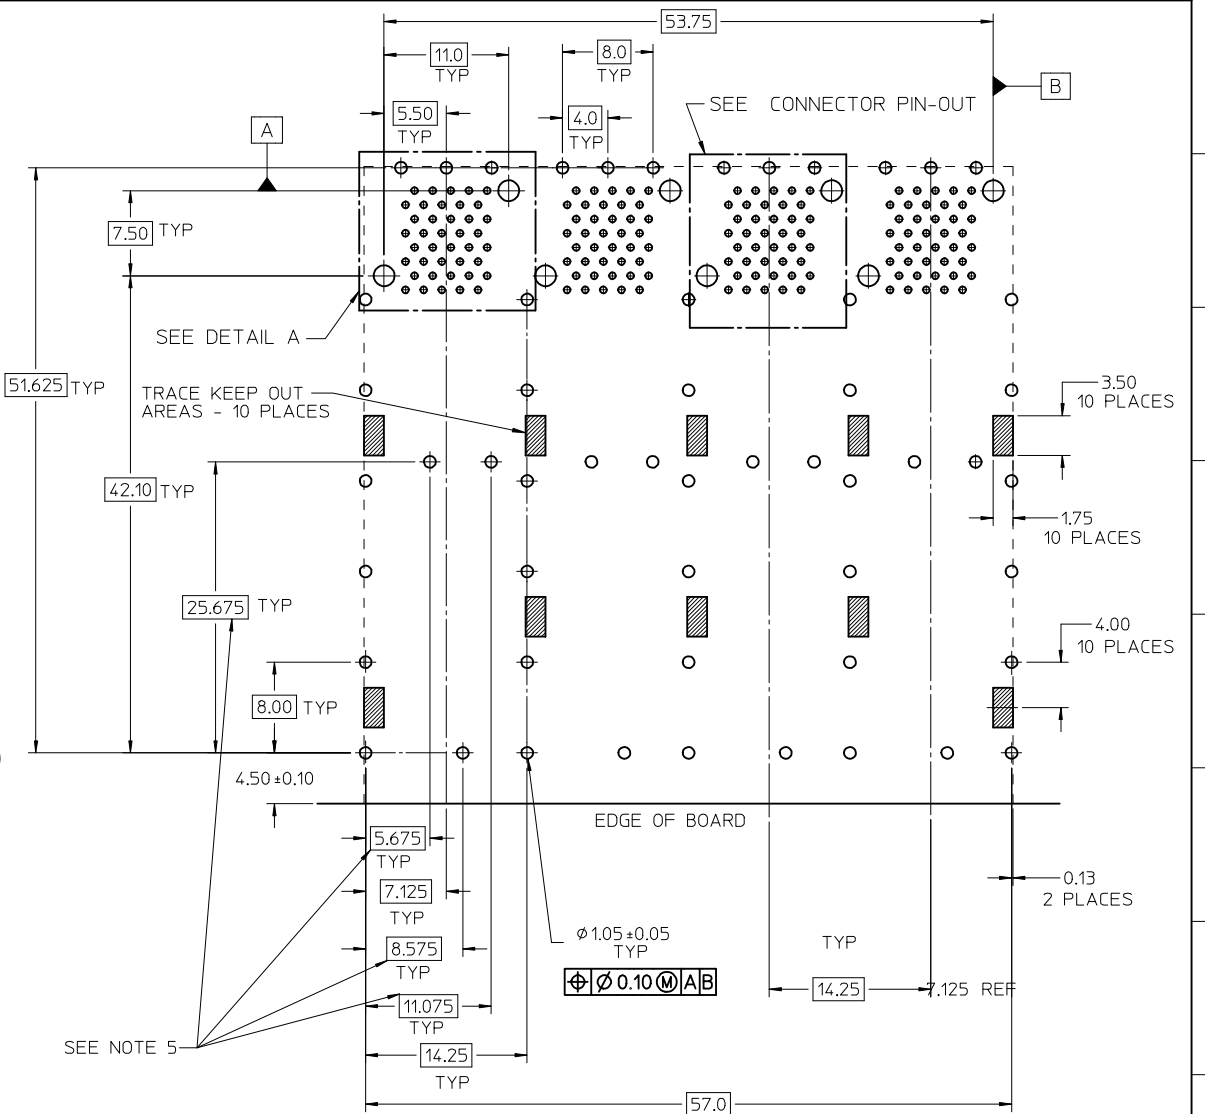 53.75
11.0
TYP
8.0
TYP
B
SEE CONNECTOR PIN-OUT
5.50
TYP
4.0
TYP
A
7.50 TYP
SEE DETAIL A
51.625 TYP
TRACE KEEP OUT
AREAS - 10 PLACES
3.50
10 PLACES
42.10 TYP
1.75
10 PLACES
25.675 TYP
4.00
10 PLACES
8.00 TYP
4.50 ±0.10
EDGE OF BOARD
5.675
TYP
0.13
2 PLACES
7.125
TYP
Ø1.05 ±0.05
TYP
TYP
8.575
TYP
⌖ Ø 0.10 Ⓜ A B
14.25
7.125 REF
11.075
TYP
SEE NOTE 5
14.25
TYP
57.0